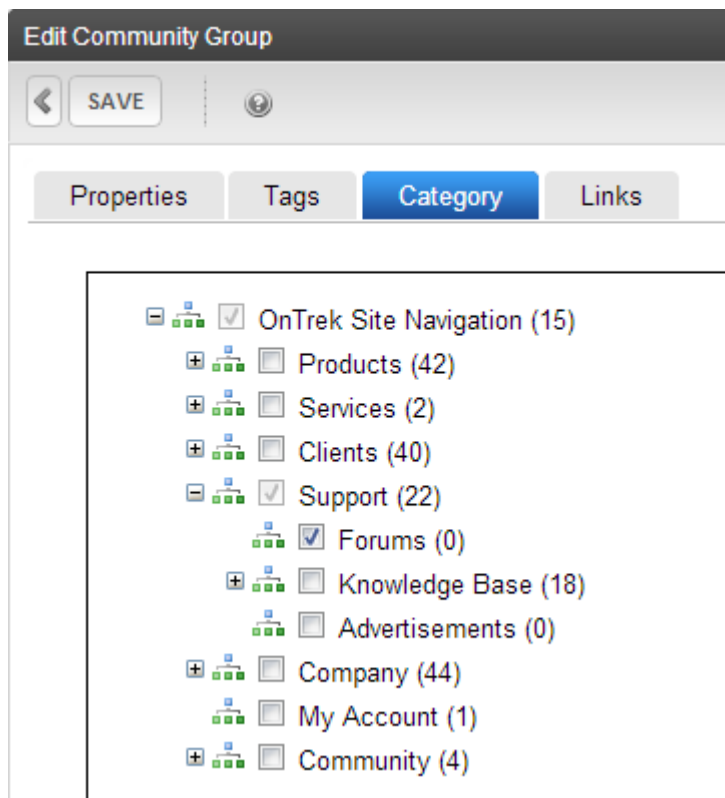 Edit Community Group
SAVE
Properties Tags Category Links
OnTrek Site Navigation (15)
Products (42)
Services (2)
Clients (40)
Support (22)
Forums (0)
Knowledge Base (18)
Advertisements (0)
Company (44)
My Account (1)
Community (4)